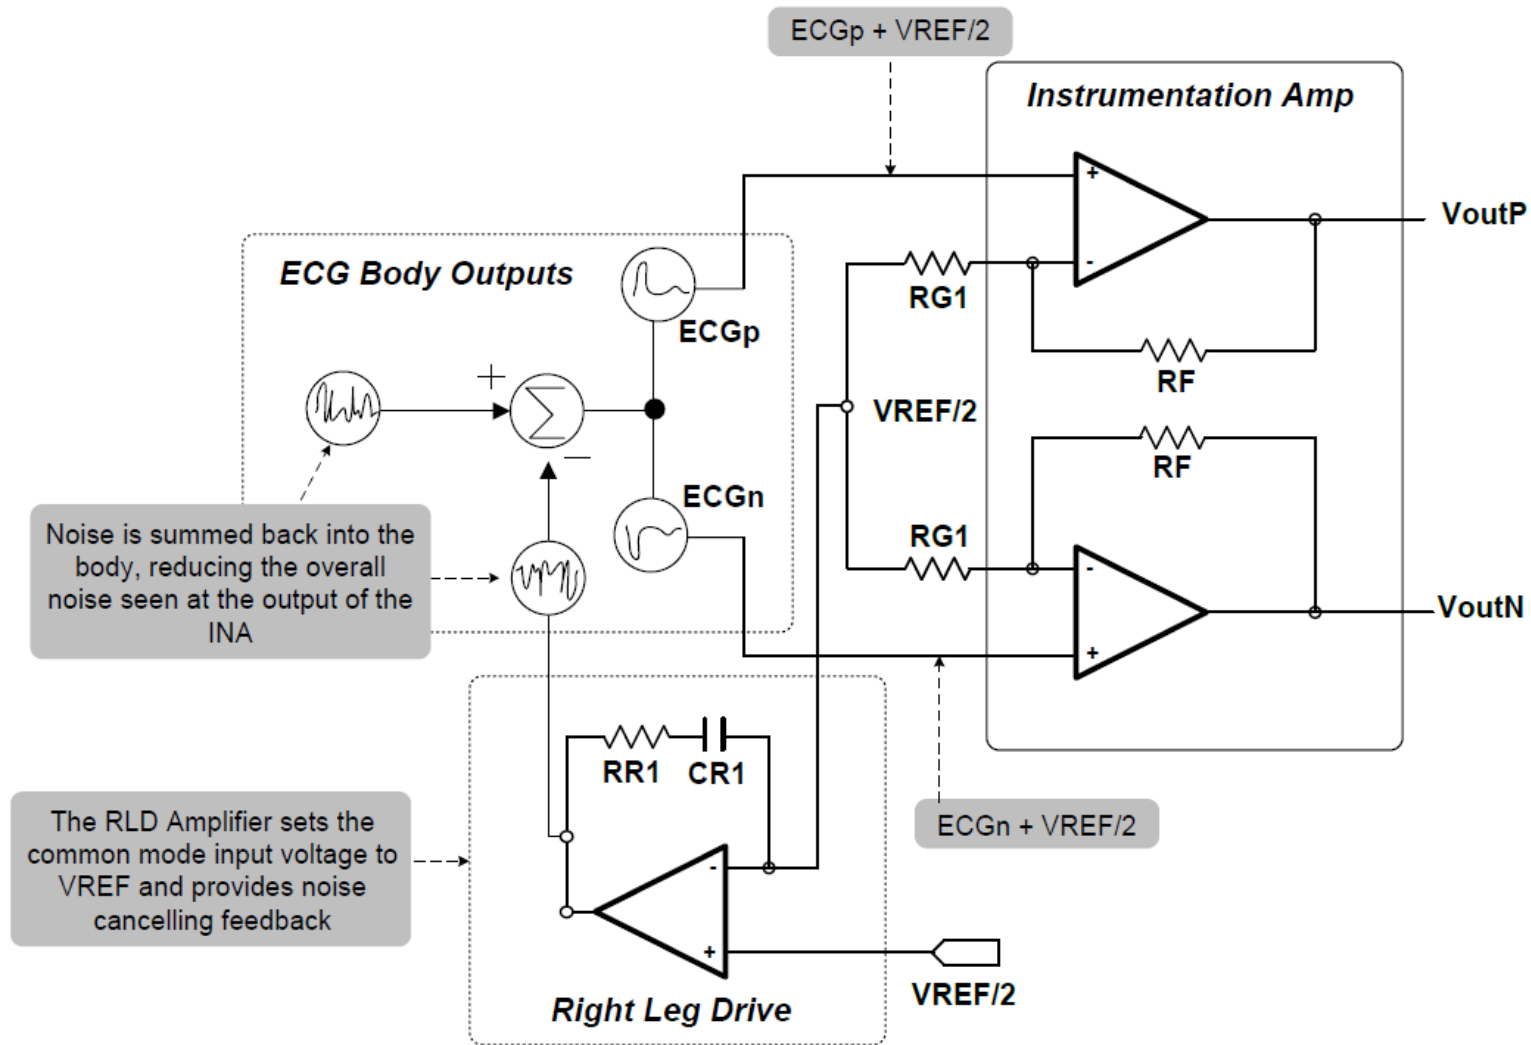 ECGp + VREF/2
Instrumentation Amp
+
-
VoutP
RG1
RF
ECG Body Outputs
ECGp
+
Σ
−
VREF/2
RF
ECGn
RG1
-
+
VoutN
Noise is summed back into the
body, reducing the overall
noise seen at the output of the
INA
RR1
CR1
ECGn + VREF/2
The RLD Amplifier sets the
common mode input voltage to
VREF and provides noise
cancelling feedback
-
+
VREF/2
Right Leg Drive